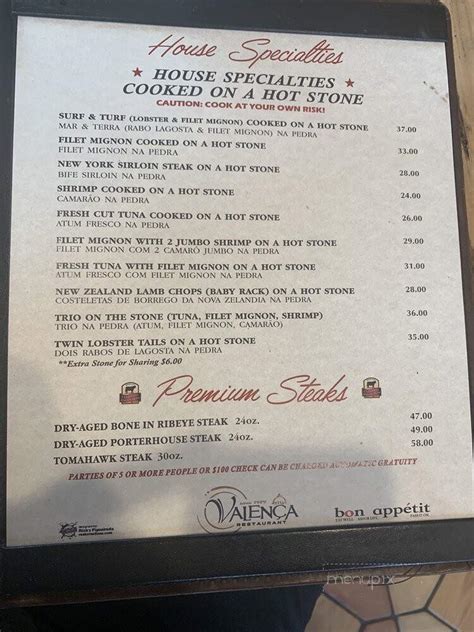 House Specialties
★ HOUSE SPECIALTIES ★
COOKED ON A HOT STONE
CAUTION: COOK AT YOUR OWN RISK!
SURF & TURF (LOBSTER & FILET MIGNON) COOKED ON A HOT STONE 37.00
MAR & TERRA (RABO LAGOSTA & FILET MIGNON) NA PEDRA
FILET MIGNON COOKED ON A HOT STONE 33.00
FILET MIGNON NA PEDRA
NEW YORK SIRLOIN STEAK ON A HOT STONE 28.00
BIFE SIRLOIN NA PEDRA
SHRIMP COOKED ON A HOT STONE 24.00
CAMARÃO NA PEDRA
FRESH CUT TUNA COOKED ON A HOT STONE 26.00
ATUM FRESCO NA PEDRA
FILET MIGNON WITH 2 JUMBO SHRIMP ON A HOT STONE 29.00
FILET MIGNON COM 2 CAMARÓ JUMBO NA PEDRA
FRESH TUNA WITH FILET MIGNON ON A HOT STONE 31.00
ATUM FRESCO COM FILET MIGNON NA PEDRA
NEW ZEALAND LAMB CHOPS (BABY RACK) ON A HOT STONE 28.00
COSTELETAS DE BORREGO DA NOVA ZELANDIA NA PEDRA
TRIO ON THE STONE (TUNA, FILET MIGNON, SHRIMP) 36.00
TRIO NA PEDRA (ATUM, FILET MIGNON, CAMARAO)
TWIN LOBSTER TAILS ON A HOT STONE 35.00
DOIS RABOS DE LAGOSTA NA PEDRA
**Extra Stone for Sharing $6.00
Premium Steaks
DRY-AGED BONE IN RIBEYE STEAK 24oz. 47.00
DRY-AGED PORTERHOUSE STEAK 24oz. 49.00
TOMAHAWK STEAK 30oz. 58.00
PARTIES OF 5 OR MORE PEOPLE OR $100 CHECK CAN BE CHARGED AUTOMATIC GRATUITY
VALENÇA
RESTAURANT
bon appétit
menupix